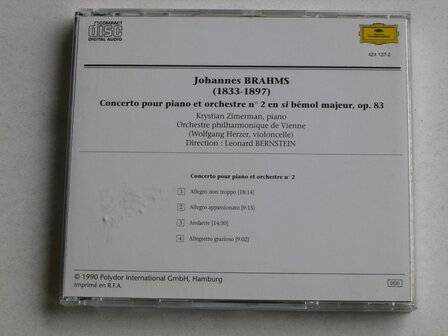 COMPACT
disc
DIGITAL AUDIO
424 137-2
Johannes BRAHMS
(1833-1897)
Concerto pour piano et orchestre n° 2 en si bémol majeur, op. 83
Krystian Zimerman, piano
Orchestre philharmonique de Vienne
(Wolfgang Herzer, violoncelle)
Direction : Leonard BERNSTEIN
Concerto pour piano et orchestre n° 2
1 Allegro non troppo [18:14]
2 Allegro appassionato [9:13]
3 Andante [14:30]
4 Allegretto grazioso [9:02]
© 1990 Polydor International GmbH, Hamburg
Imprimé en R.F.A.
000